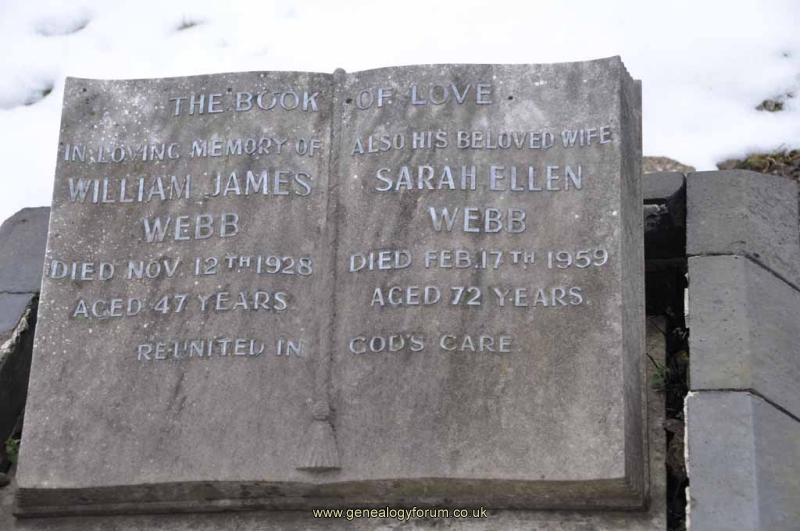 THE BOOK OF LOVE
IN LOVING MEMORY OF
WILLIAM JAMES
WEBB
DIED NOV. 12TH 1928
AGED 47 YEARS
ALSO HIS BELOVED WIFE
SARAH ELLEN
WEBB
DIED FEB. 17TH 1959
AGED 72 YEARS.
RE-UNITED IN GOD'S CARE.
www.genealogyforum.co.uk